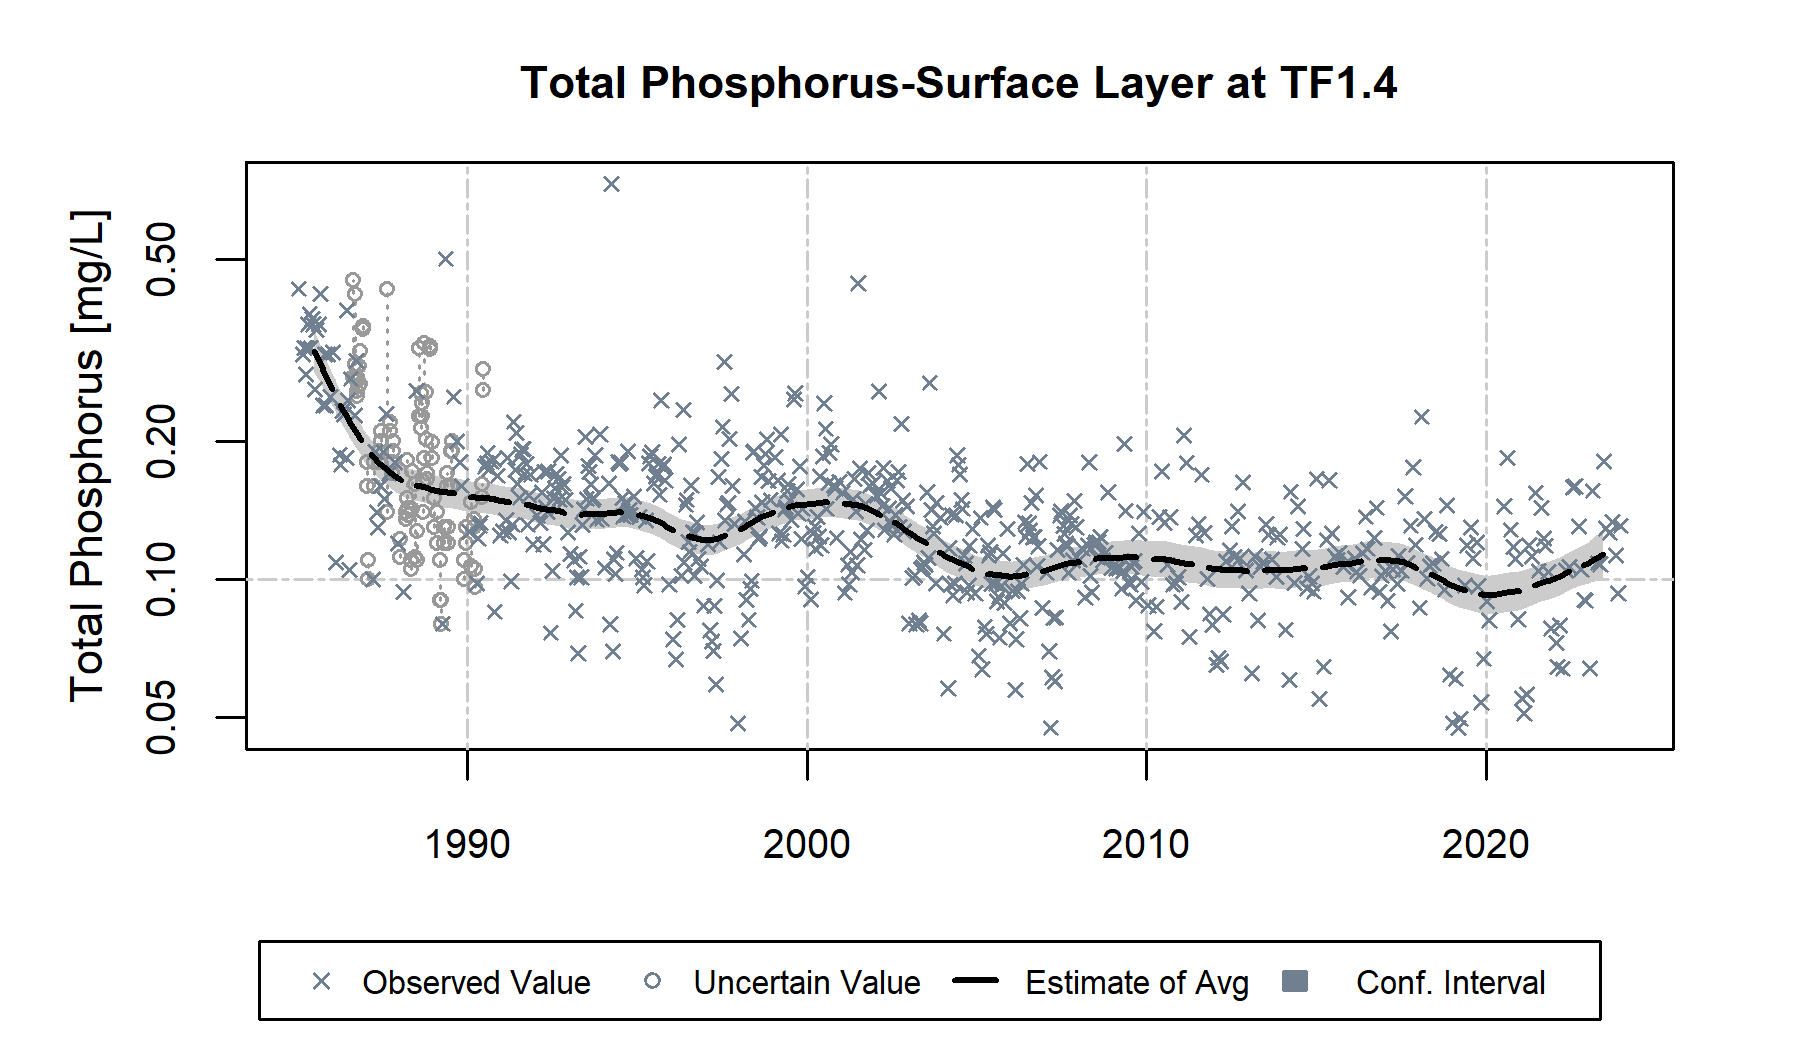 Total Phosphorus-Surface Layer at TF1.4
Total Phosphorus [mg/L]
0.50
0.20
0.10
0.05
1990 2000 2010 2020
Observed Value Uncertain Value Estimate of Avg Conf. Interval